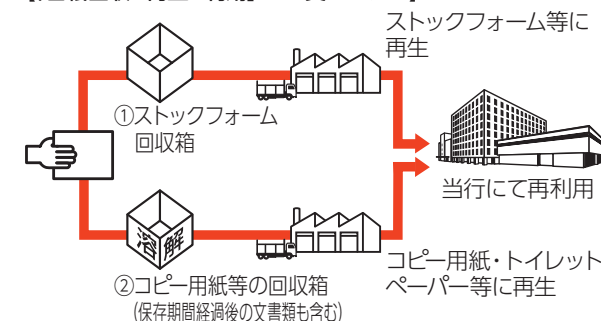 ストックフォーム等に
再生
①ストックフォーム
回収箱
当行にて再利用
溶解
②コピー用紙等の回収箱
(保存期間経過後の文書類も含む)
コピー用紙・トイレット
ペーパー等に再生